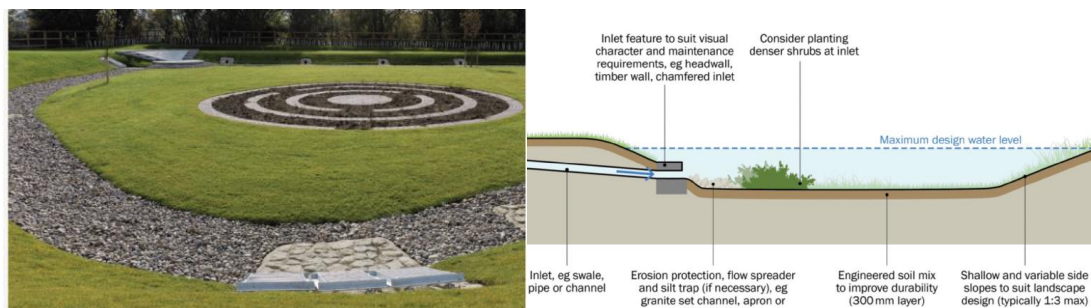 Inlet feature to suit visual
character and maintenance
requirements, eg headwall,
timber wall, chamfered inlet
Consider planting
denser shrubs at inlet
Maximum design water level
Inlet, eg swale,
pipe or channel
Erosion protection, flow spreader
and silt trap (if necessary), eg
granite set channel, apron or
Engineered soil mix
to improve durability
(300 mm layer)
Shallow and variable side
slopes to suit landscape
design (typically 1:3 max)